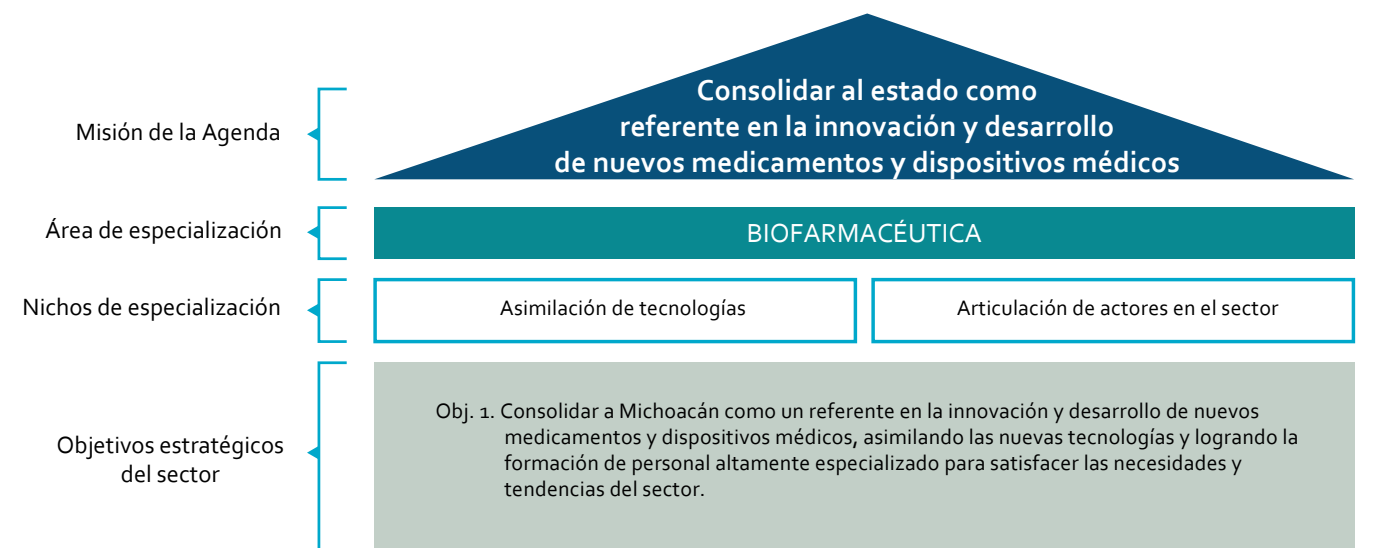 Misión de la Agenda
Consolidar al estado como
referente en la innovación y desarrollo
de nuevos medicamentos y dispositivos médicos
Área de especialización
BIOFARMACÉUTICA
Nichos de especialización
Asimilación de tecnologías
Articulación de actores en el sector
Objetivos estratégicos
del sector
Obj. 1. Consolidar a Michoacán como un referente en la innovación y desarrollo de nuevos
medicamentos y dispositivos médicos, asimilando las nuevas tecnologías y logrando la
formación de personal altamente especializado para satisfacer las necesidades y
tendencias del sector.